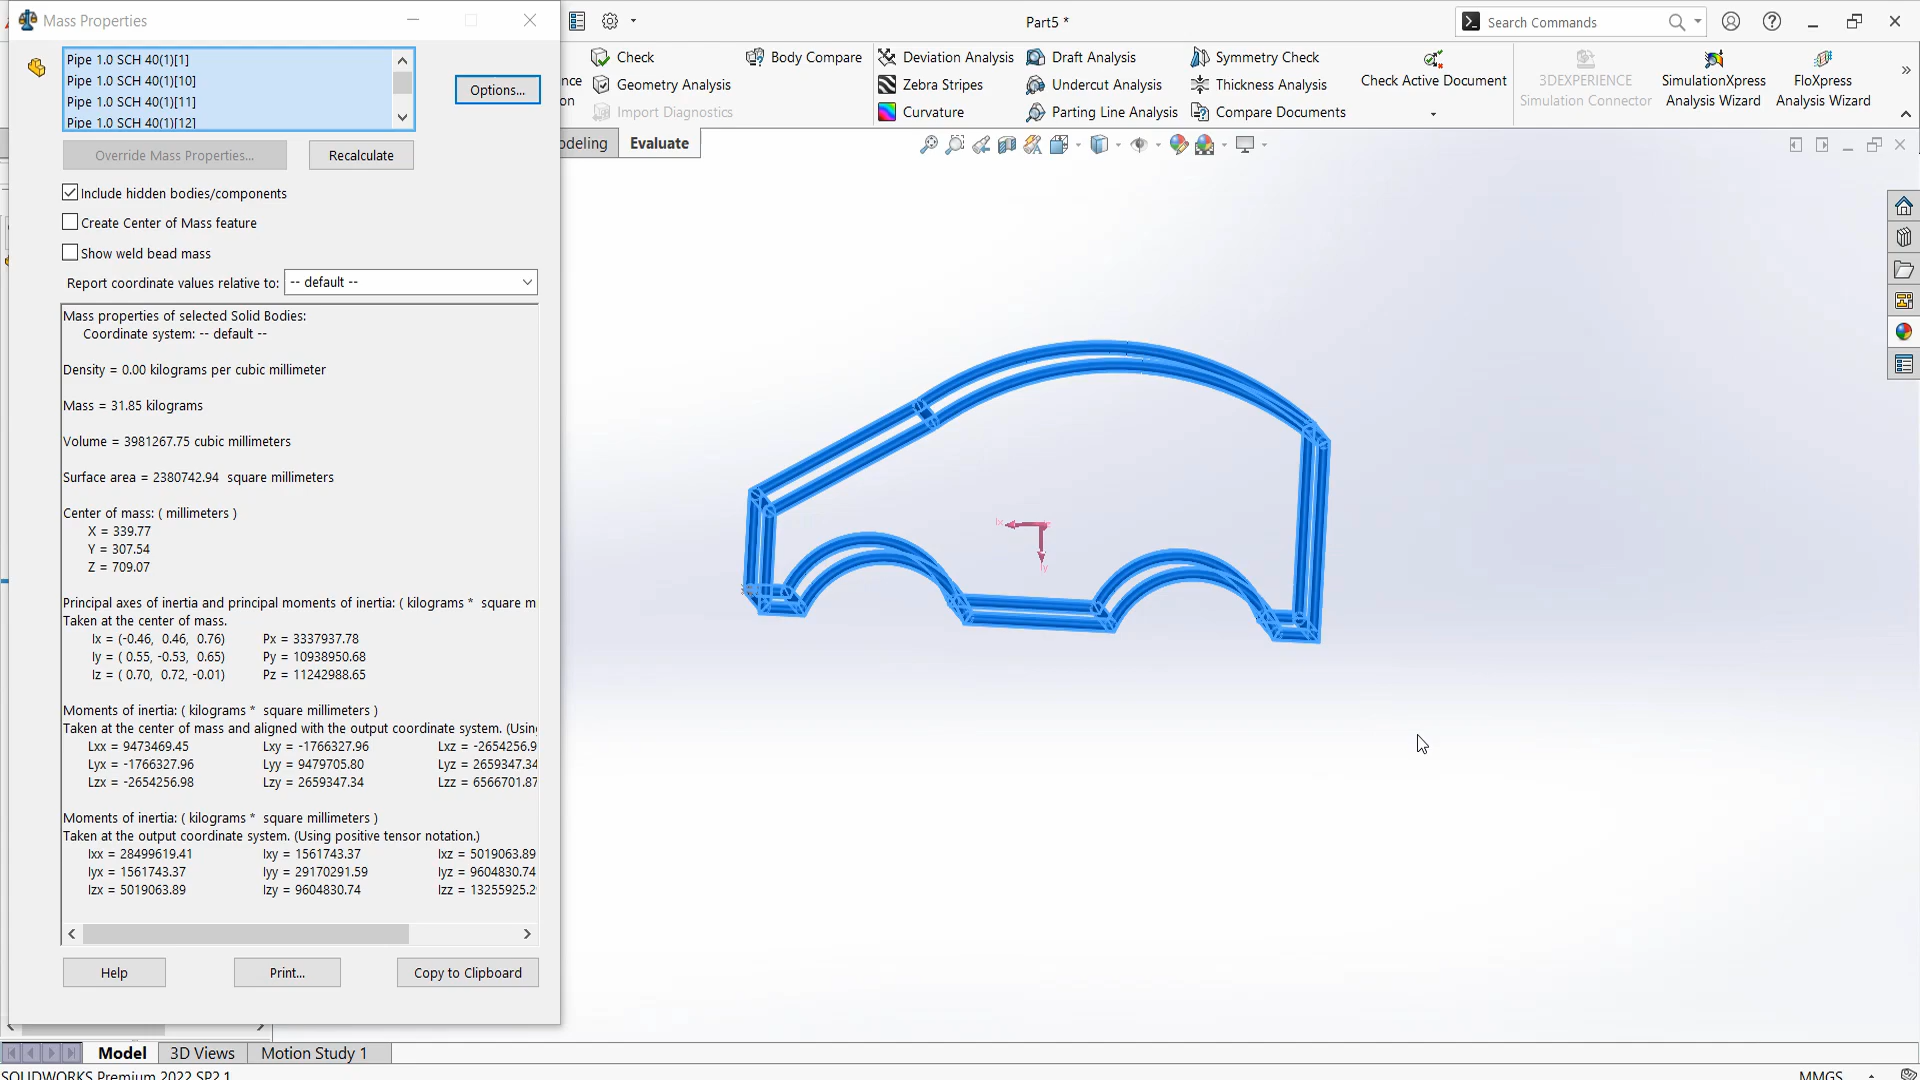 Mass Properties
Part5 *
Search Commands
Pipe 1.0 SCH 40(1)[1]
Pipe 1.0 SCH 40(1)[10]
Pipe 1.0 SCH 40(1)[11]
Pipe 1.0 SCH 40(1)[12]
Options...
Override Mass Properties...
Recalculate
Include hidden bodies/components
Create Center of Mass feature
Show weld bead mass
Report coordinate values relative to: -- default --
Mass properties of selected Solid Bodies:
Coordinate system: -- default --
Density = 0.00 kilograms per cubic millimeter
Mass = 31.85 kilograms
Volume = 3981267.75 cubic millimeters
Surface area = 2380742.94 square millimeters
Center of mass: ( millimeters )
X = 339.77
Y = 307.54
Z = 709.07
Principal axes of inertia and principal moments of inertia: ( kilograms * square m
Taken at the center of mass.
Ix = (-0.46, 0.46, 0.76) Px = 3337937.78
Iy = ( 0.55, -0.53, 0.65) Py = 10938950.68
Iz = ( 0.70, 0.72, -0.01) Pz = 11242988.65
Moments of inertia: ( kilograms * square millimeters )
Taken at the center of mass and aligned with the output coordinate system. (Usin
Lxx = 9473469.45 Lxy = -1766327.96 Lxz = -2654256.9
Lyx = -1766327.96 Lyy = 9479705.80 Lyz = 2659347.34
Lzx = -2654256.98 Lzy = 2659347.34 Lzz = 6566701.87
Moments of inertia: ( kilograms * square millimeters )
Taken at the output coordinate system. (Using positive tensor notation.)
Ixx = 28499619.41 Ixy = 1561743.37 Ixz = 5019063.89
Iyx = 1561743.37 Iyy = 29170291.59 Iyz = 9604830.74
Izx = 5019063.89 Izy = 9604830.74 Izz = 13255925.2
Help
Print...
Copy to Clipboard
nce
on
Check
Geometry Analysis
Import Diagnostics
Body Compare
Deviation Analysis
Zebra Stripes
Curvature
Draft Analysis
Undercut Analysis
Parting Line Analysis
Symmetry Check
Thickness Analysis
Compare Documents
Check Active Document
3DEXPERIENCE
Simulation Connector
SimulationXpress
Analysis Wizard
FloXpress
Analysis Wizard
odeling
Evaluate
Ix
Iy
Model
3D Views
Motion Study 1
SOLIDWORKS Premium 2022 SP2.1
MMGS